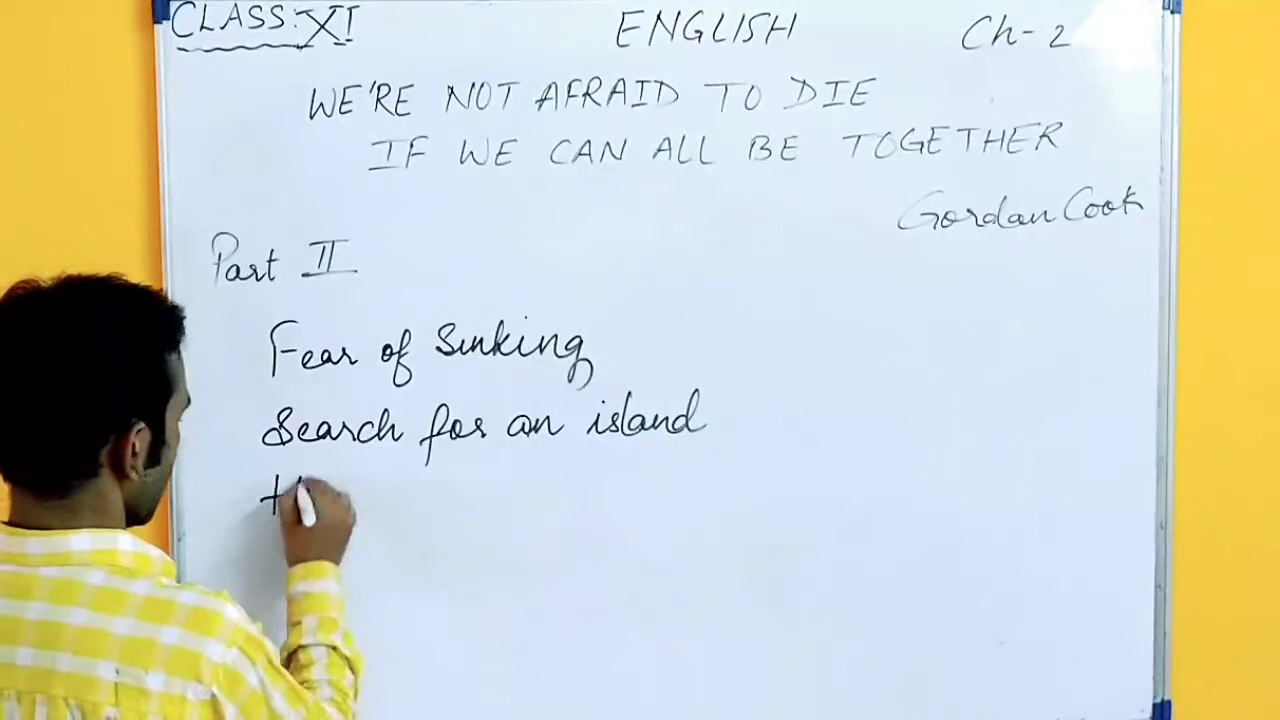 CLASS: XI ENGLISH Ch-2
WE'RE NOT AFRAID TO DIE
IF WE CAN ALL BE TOGETHER
Gordan Cook
Part II
Fear of Sinking
Search for an island